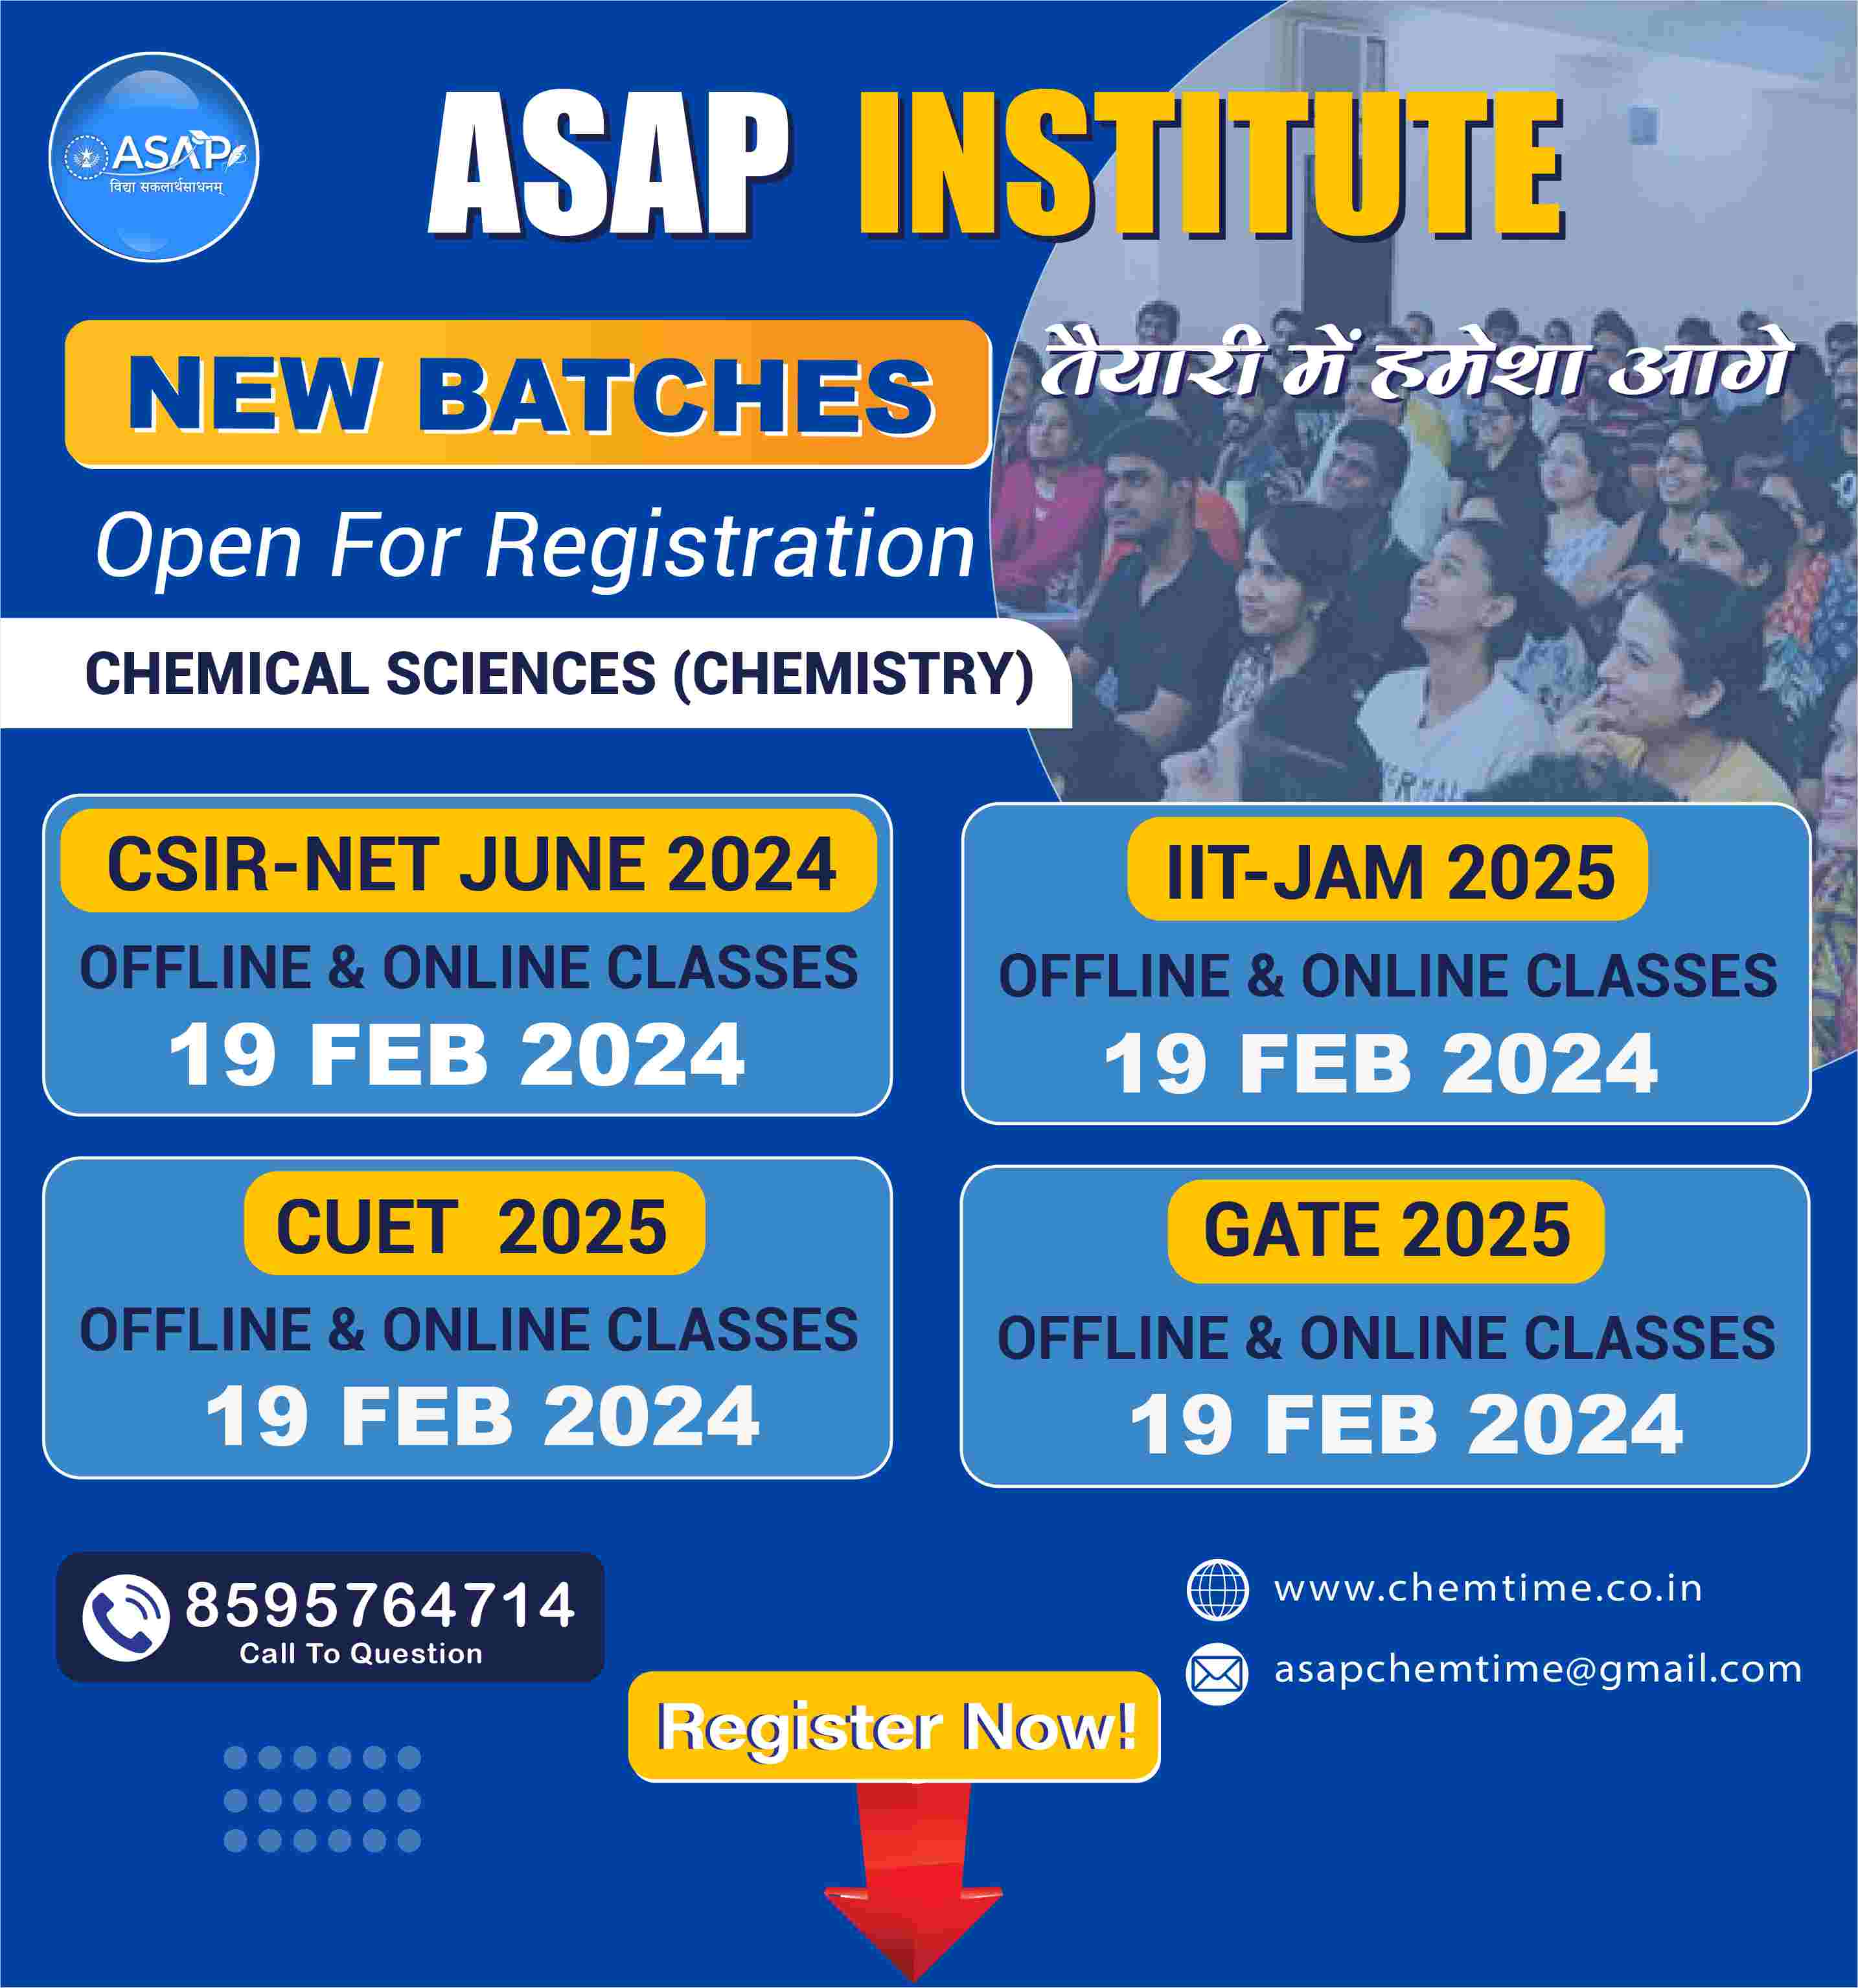 ASAP
विद्या सकलार्थसाधनम्
ASAP INSTITUTE
NEW BATCHES
तैयारी में हमेशा आगे
Open For Registration
CHEMICAL SCIENCES (CHEMISTRY)
CSIR-NET JUNE 2024
OFFLINE & ONLINE CLASSES
19 FEB 2024
IIT-JAM 2025
OFFLINE & ONLINE CLASSES
19 FEB 2024
CUET 2025
OFFLINE & ONLINE CLASSES
19 FEB 2024
GATE 2025
OFFLINE & ONLINE CLASSES
19 FEB 2024
8595764714
Call To Question
www.chemtime.co.in
asapchemtime@gmail.com
Register Now!